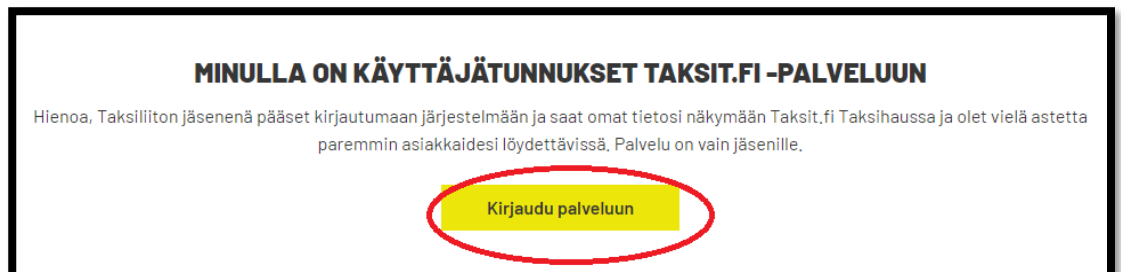 MINULLA ON KÄYTTÄJÄTUNNUKSET TAKSIT.FI -PALVELUUN
Hienoa, Taksiliiton jäsenenä pääset kirjautumaan järjestelmään ja saat omat tietosi näkymään Taksit.fi Taksihaussa ja olet vielä astetta
paremmin asiakkaidesi löydettävissä. Palvelu on vain jäsenille.
Kirjaudu palveluun